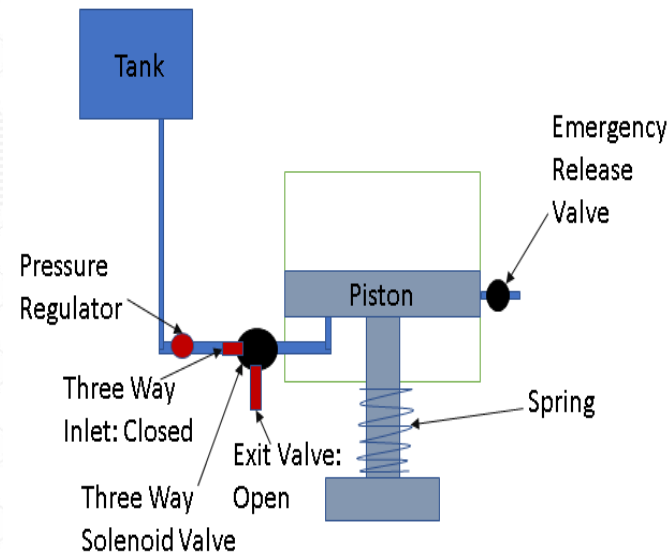 Tank
Emergency
Release
Valve
Pressure
Regulator
Piston
Three Way
Inlet: Closed
Spring
Exit Valve:
Open
Three Way
Solenoid Valve